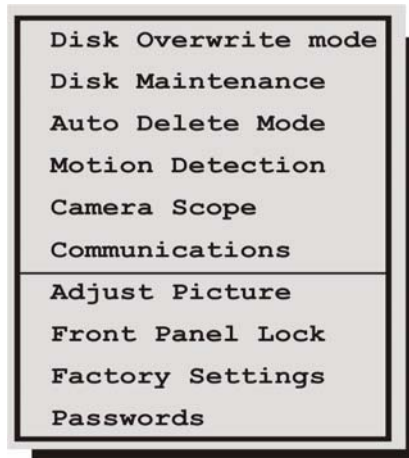 Disk Overwrite mode
Disk Maintenance
Auto Delete Mode
Motion Detection
Camera Scope
Communications
Adjust Picture
Front Panel Lock
Factory Settings
Passwords